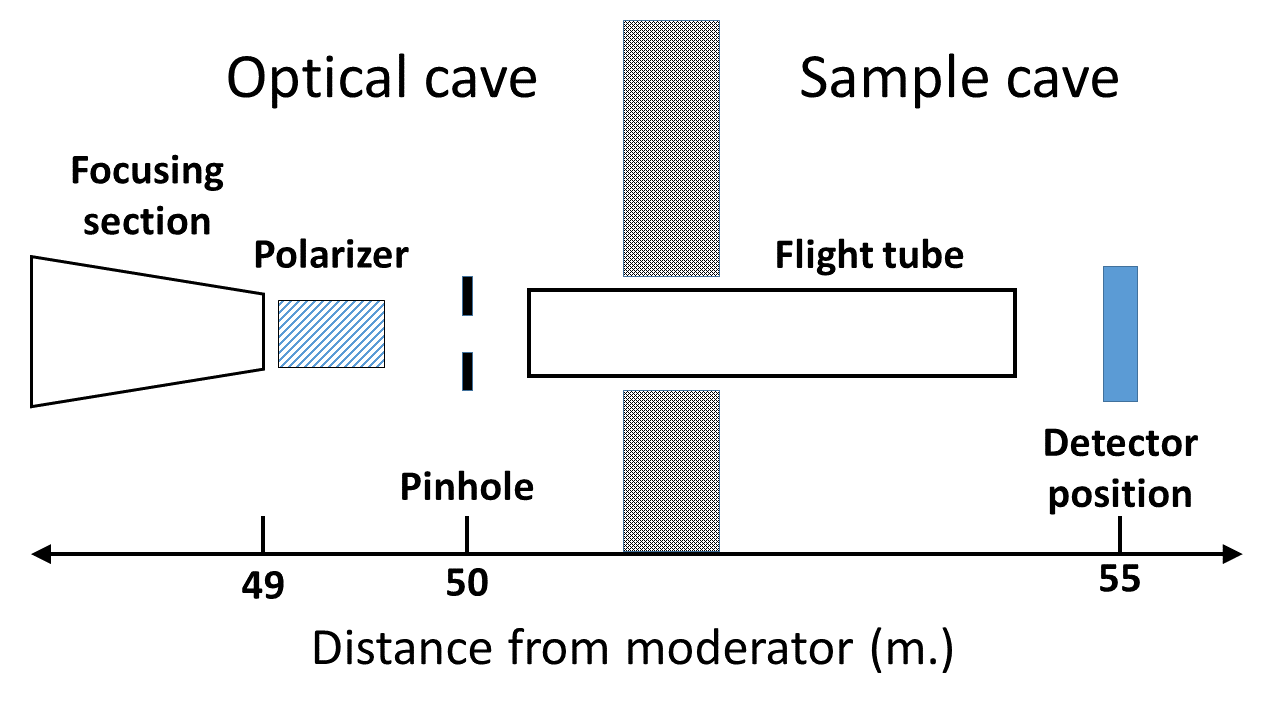 Optical cave
Sample cave
Focusing
section
Polarizer
Flight tube
Pinhole
Detector
position
49
50
55
Distance from moderator (m.)